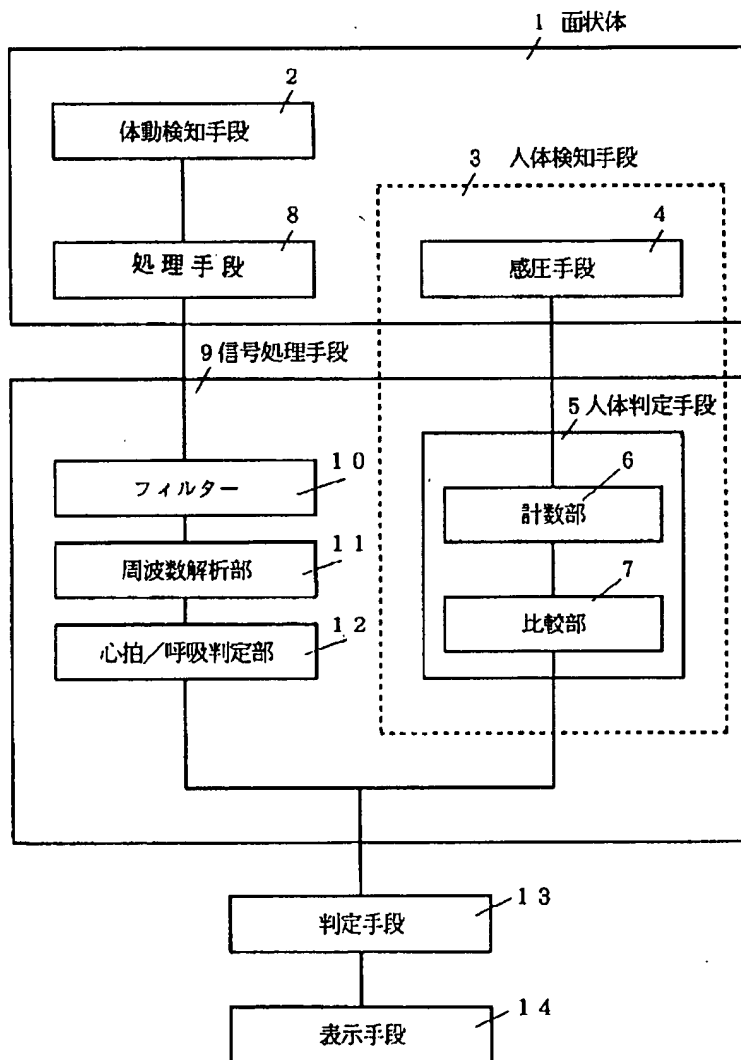 1 面状体
2
体動検知手段
3 人体検知手段
8
処理手段
4
感圧手段
9 信号処理手段
5 人体判定手段
10
フィルター
6
計数部
11
周波数解析部
7
比較部
12
心拍/呼吸判定部
13
判定手段
14
表示手段